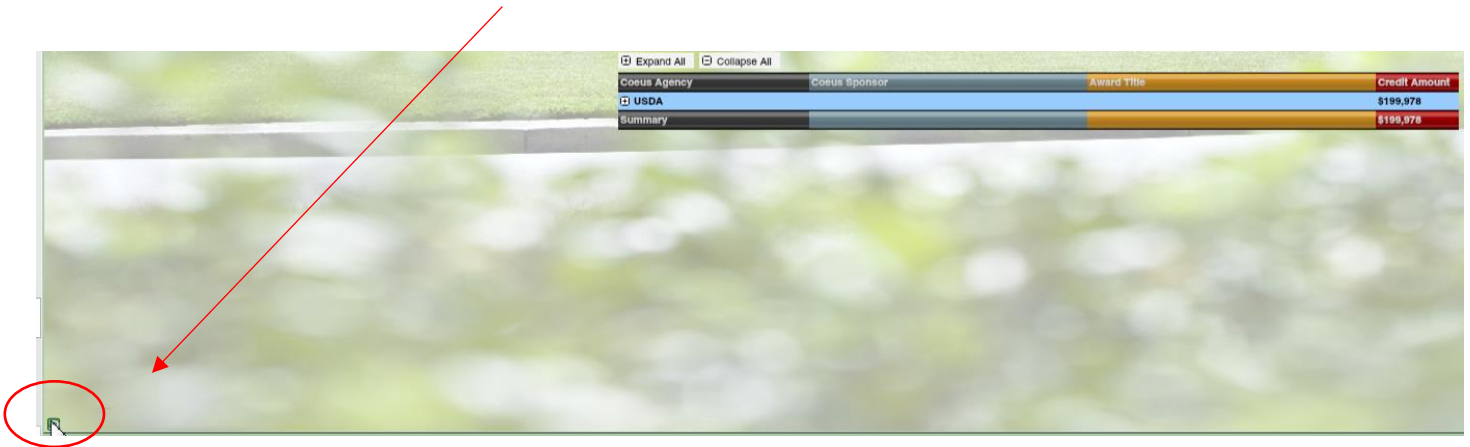 Expand All Collapse All
Coeus Agency Coeus Sponsor Award Title Credit Amount
USDA $199,978
Summary $199,978